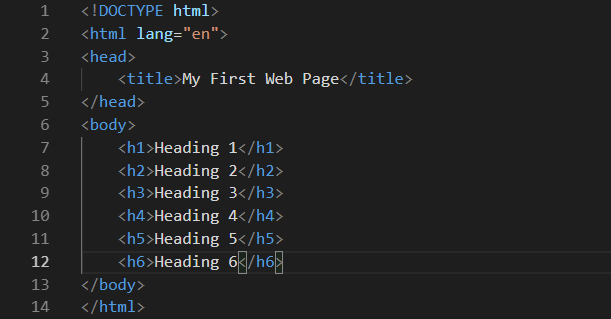 1 <!DOCTYPE html>
2 <html lang="en">
3 <head>
4     <title>My First Web Page</title>
5 </head>
6 <body>
7     <h1>Heading 1</h1>
8     <h2>Heading 2</h2>
9     <h3>Heading 3</h3>
10     <h4>Heading 4</h4>
11     <h5>Heading 5</h5>
12     <h6>Heading 6</h6>
13 </body>
14 </html>